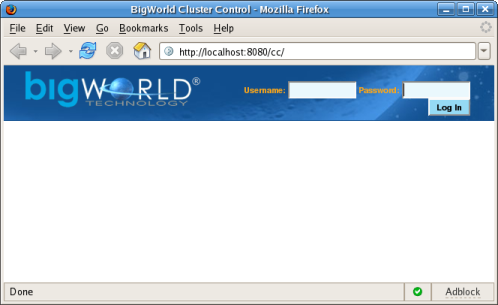 BigWorld Cluster Control - Mozilla Firefox
File Edit View Go Bookmarks Tools Help
http://localhost:8080/cc/
bigWORLD®
TECHNOLOGY
Username: Password:
Log In
Done Adblock